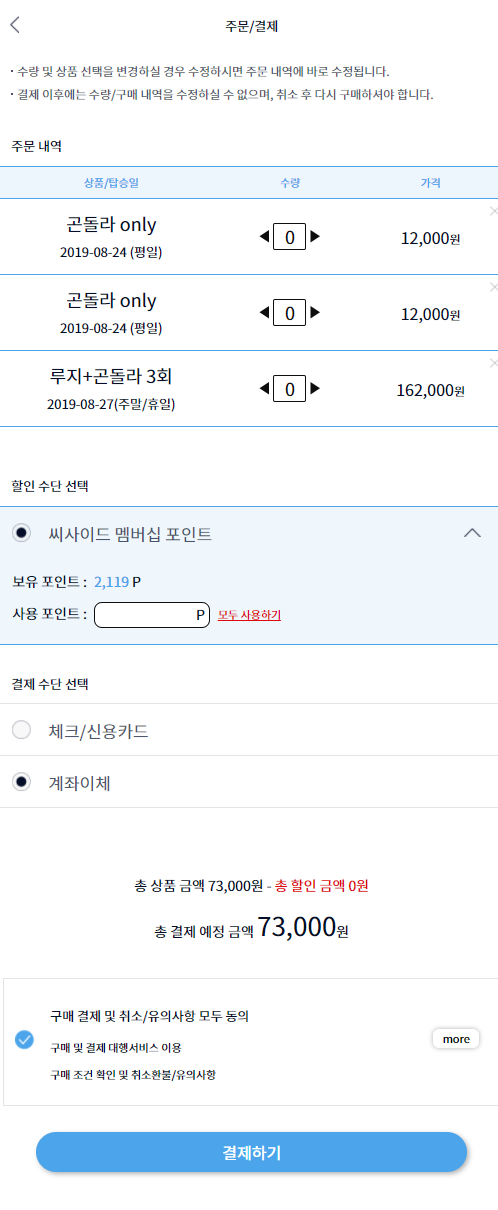 주문/결제
· 수량 및 상품 선택을 변경하실 경우 수정하시면 주문 내역에 바로 수정됩니다.
· 결제 이후에는 수량/구매 내역을 수정하실 수 없으며, 취소 후 다시 구매하셔야 합니다.
주문 내역
상품/탑승일 수량 가격
곤돌라 only
2019-08-24 (평일)
0
12,000원
곤돌라 only
2019-08-24 (평일)
0
12,000원
루지+곤돌라 3회
2019-08-27(주말/휴일)
0
162,000원
할인 수단 선택
씨사이드 멤버십 포인트
보유 포인트 : 2,119 P
사용 포인트 : P 모두 사용하기
결제 수단 선택
체크/신용카드
계좌이체
총 상품 금액 73,000원 - 총 할인 금액 0원
총 결제 예정 금액 73,000원
구매 결제 및 취소/유의사항 모두 동의
구매 및 결제 대행서비스 이용
more
구매 조건 확인 및 취소환불/유의사항
결제하기